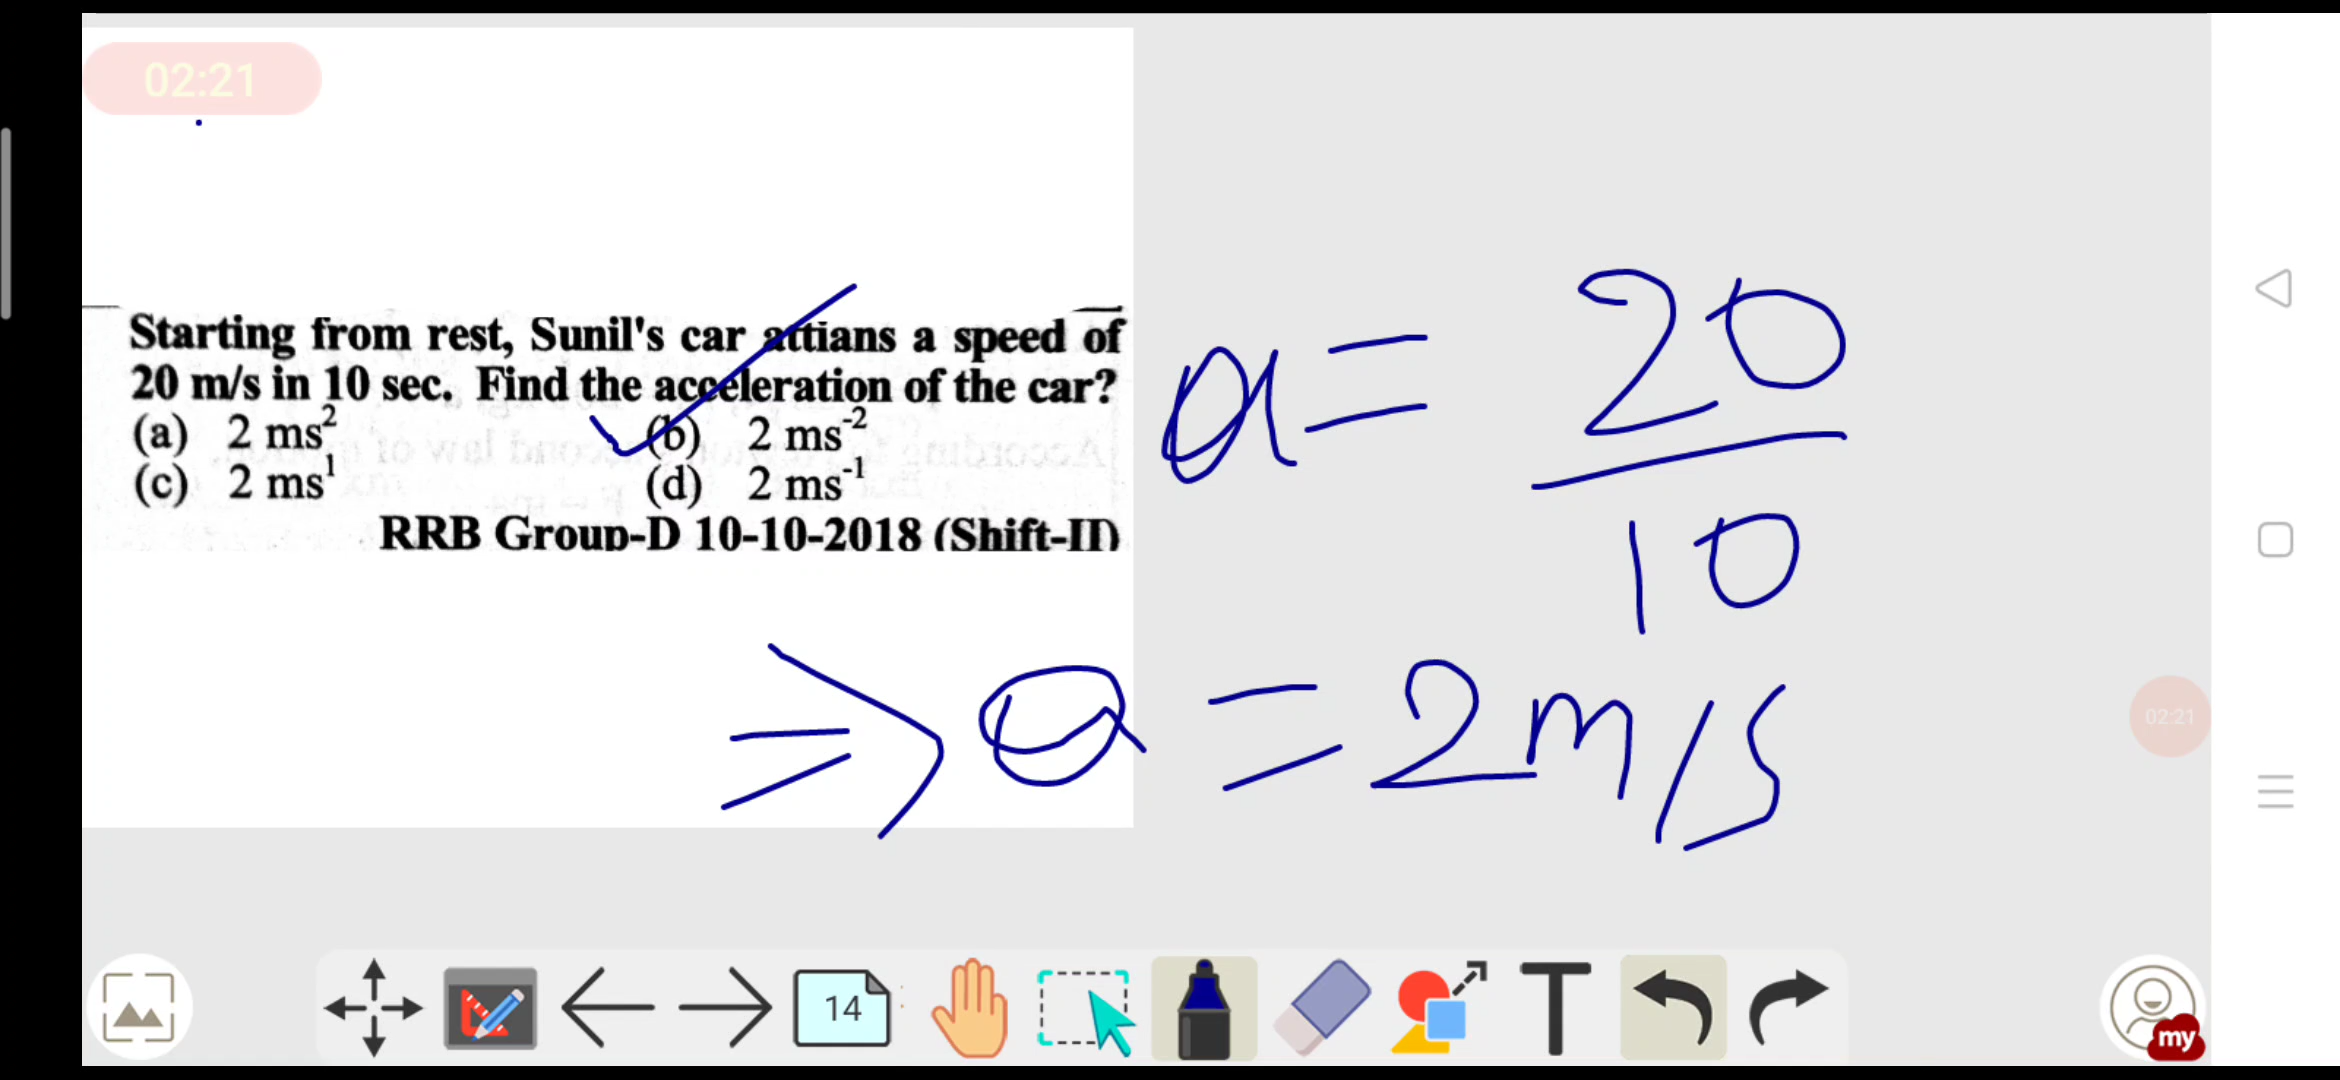 02:21
Starting from rest, Sunil's car attians a speed of
20 m/s in 10 sec. Find the acceleration of the car?
(a) 2 ms² (b) 2 ms⁻²
(c) 2 ms¹ (d) 2 ms⁻¹
RRB Group-D 10-10-2018 (Shift-II)
a = 20
10
⇒ a = 2 m/s
02:21
14
T
my